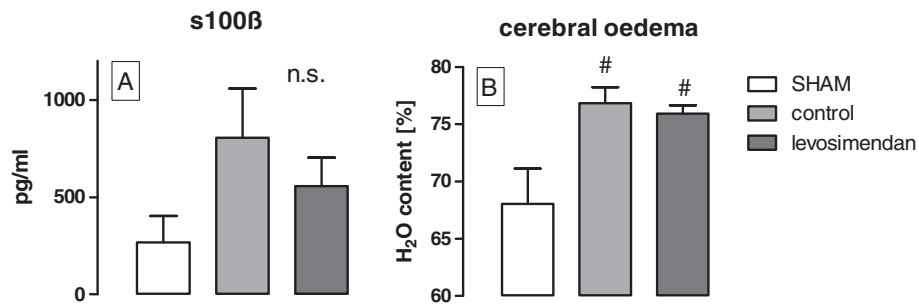 s100ß
A
n.s.
pg/ml
1000
500
0
cerebral oedema
B
#
#
H₂O content [%]
80
75
70
65
60
SHAM
control
levosimendan